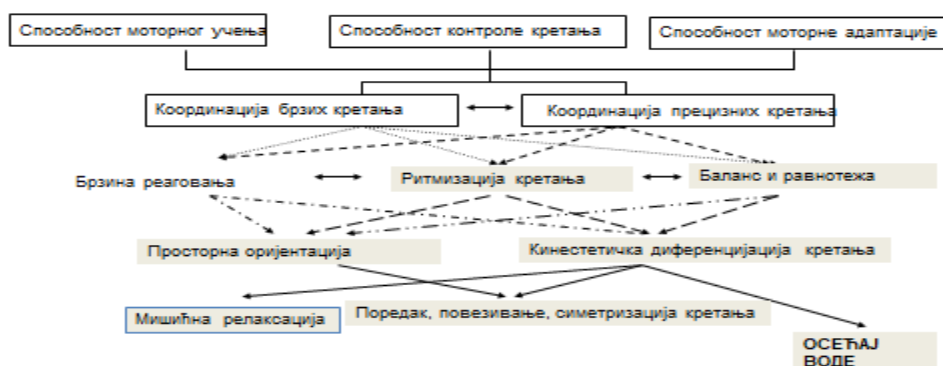 Способност моторног учења
Способност контроле кретања
Способност моторне адаптације
Координација брзих кретања
Координација прецизних кретања
Брзина реаговања
Ритмизација кретања
Баланс и равнотежа
Просторна оријентација
Кинестетичка диференцијација кретања
Мишићна релаксација
Поредак, повезивање, симетризација кретања
ОСЕЋАЈ
ВОДЕ